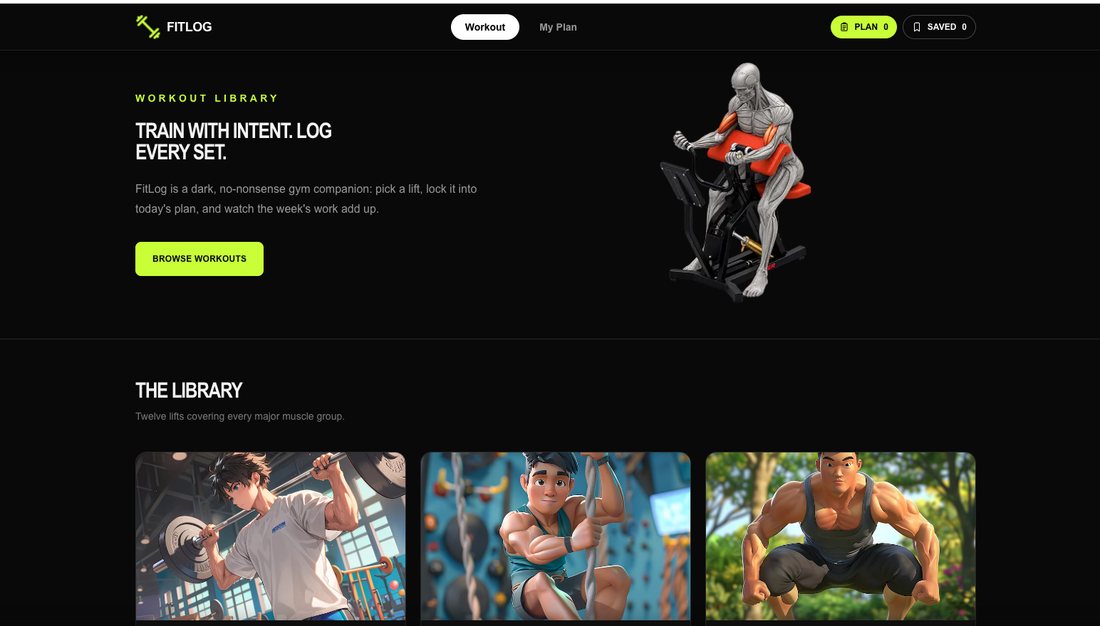 FITLOG
Workout
My Plan
PLAN 0
SAVED 0
WORKOUT LIBRARY
TRAIN WITH INTENT. LOG
EVERY SET.
FitLog is a dark, no-nonsense gym companion: pick a lift, lock it into
today's plan, and watch the week's work add up.
BROWSE WORKOUTS
THE LIBRARY
Twelve lifts covering every major muscle group.